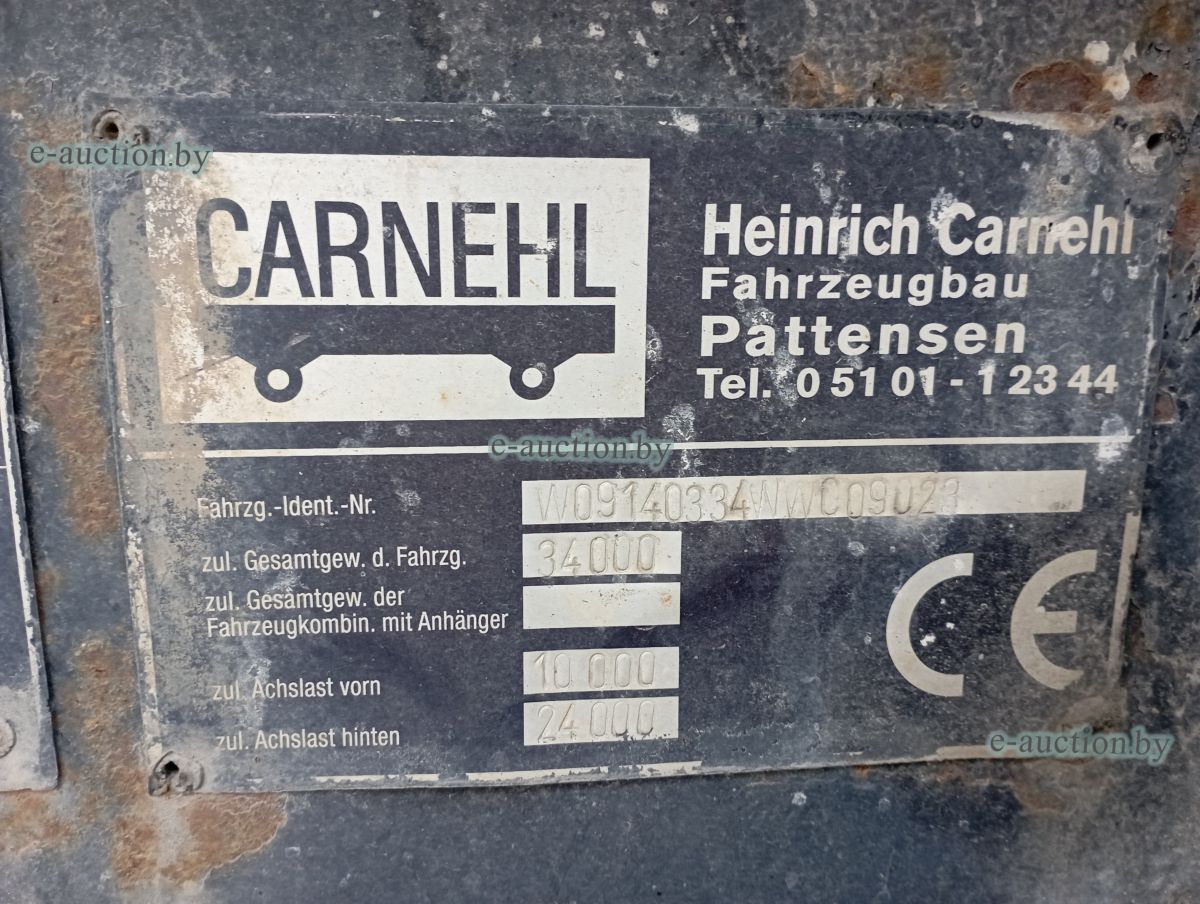 e-auction.by
CARNEHL
Heinrich Carnehl
Fahrzeugbau
Pattensen
Tel. 0 51 01 - 1 23 44
e-auction.by
Fahrzg.-Ident.-Nr. W09140334WWC09023
zul. Gesamtgew. d. Fahrzg. 34000
zul. Gesamtgew. der
Fahrzeugkombin. mit Anhänger
zul. Achslast vorn 10 000
zul. Achslast hinten 24 000
CE
e-auction.by